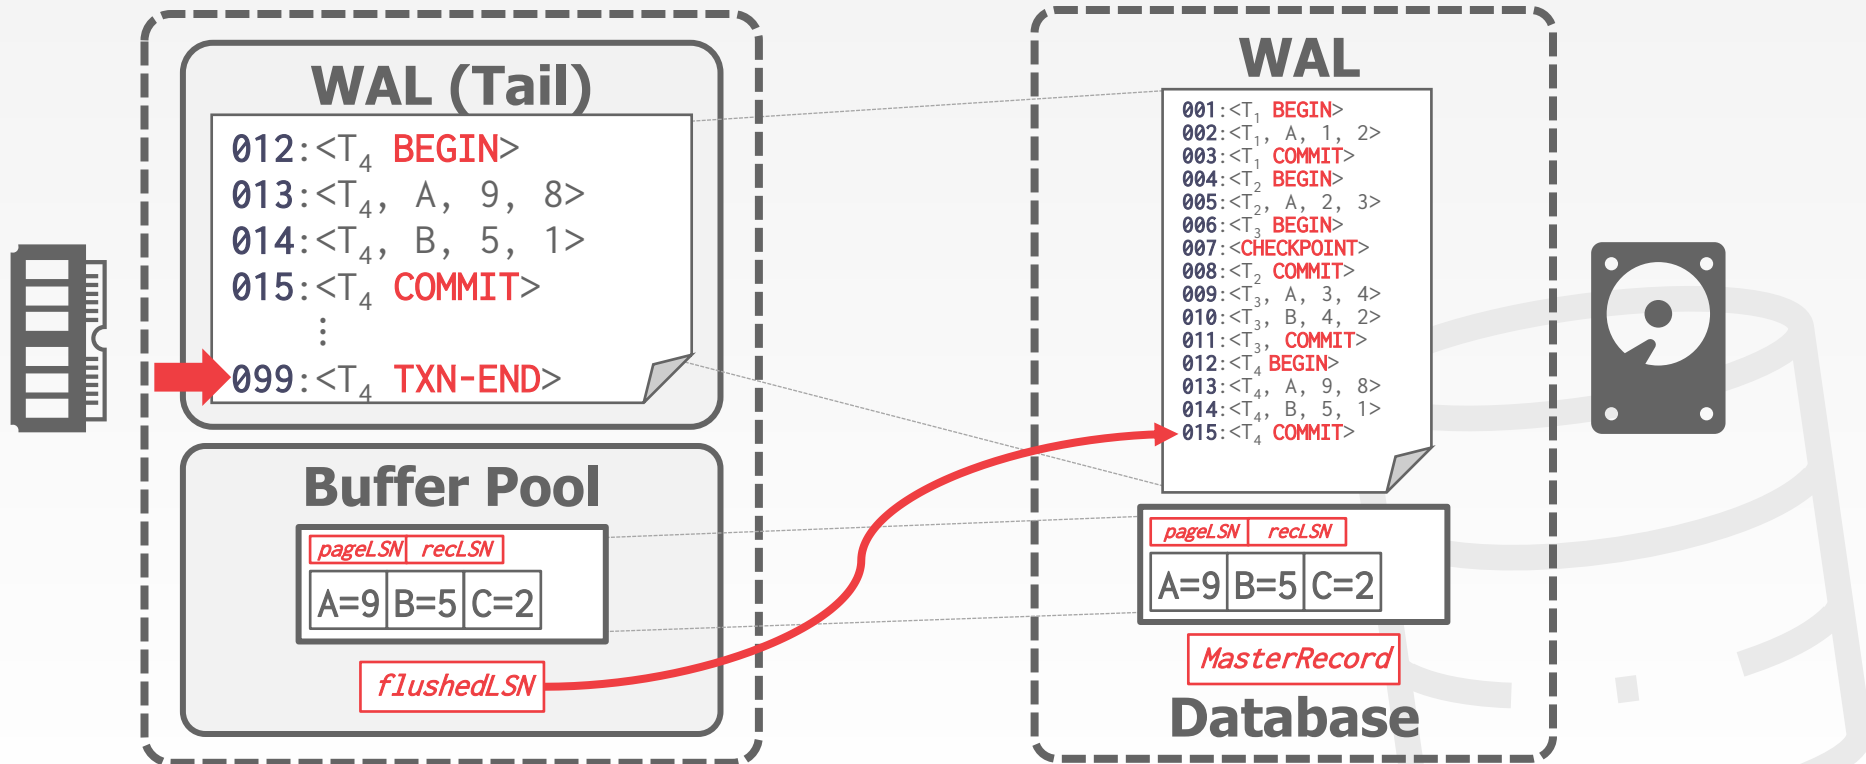 WAL (Tail)
012:<T4 BEGIN>
013:<T4, A, 9, 8>
014:<T4, B, 5, 1>
015:<T4 COMMIT>
⋮
099:<T4 TXN-END>
Buffer Pool
pageLSN recLSN
A=9 B=5 C=2
flushedLSN
WAL
001:<T1 BEGIN>
002:<T1, A, 1, 2>
003:<T1 COMMIT>
004:<T2 BEGIN>
005:<T2, A, 2, 3>
006:<T3 BEGIN>
007:<CHECKPOINT>
008:<T2 COMMIT>
009:<T3, A, 3, 4>
010:<T3, B, 4, 2>
011:<T3, COMMIT>
012:<T4 BEGIN>
013:<T4, A, 9, 8>
014:<T4, B, 5, 1>
015:<T4 COMMIT>
pageLSN recLSN
A=9 B=5 C=2
MasterRecord
Database